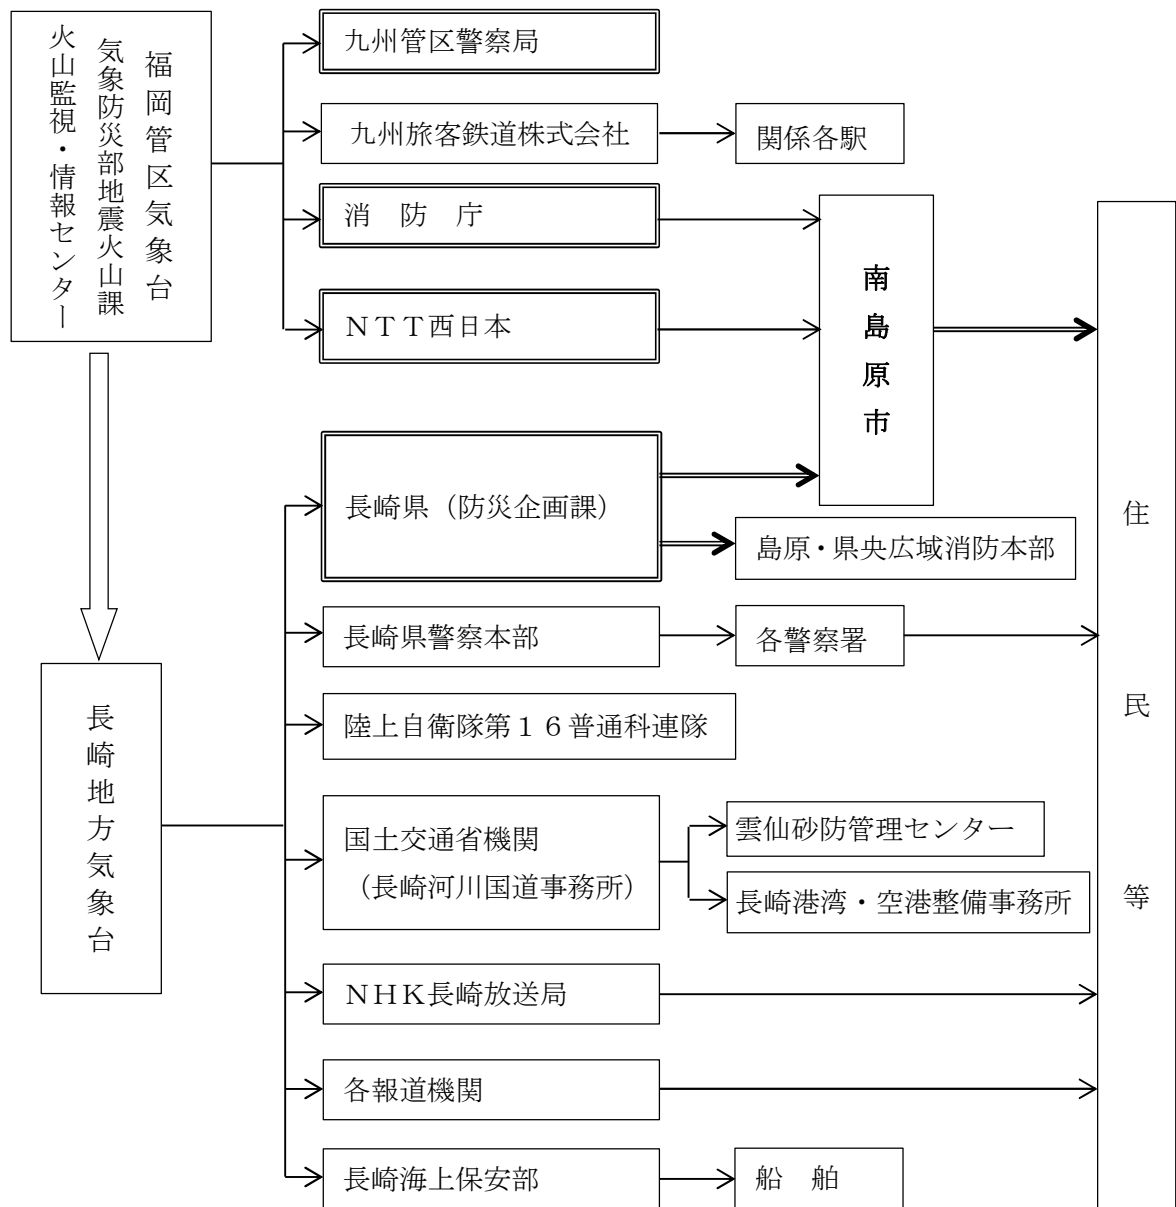 福岡管区気象台
気象防災部地震火山課
火山監視・情報センター
九州管区警察局
九州旅客鉄道株式会社
関係各駅
消　防　庁
ＮＴＴ西日本
南島原市
長崎県（防災企画課）
島原・県央広域消防本部
長崎県警察本部
各警察署
陸上自衛隊第１６普通科連隊
国土交通省機関
（長崎河川国道事務所）
雲仙砂防管理センター
長崎港湾・空港整備事務所
ＮＨＫ長崎放送局
各報道機関
長崎海上保安部
船　舶
長崎地方気象台
住民等